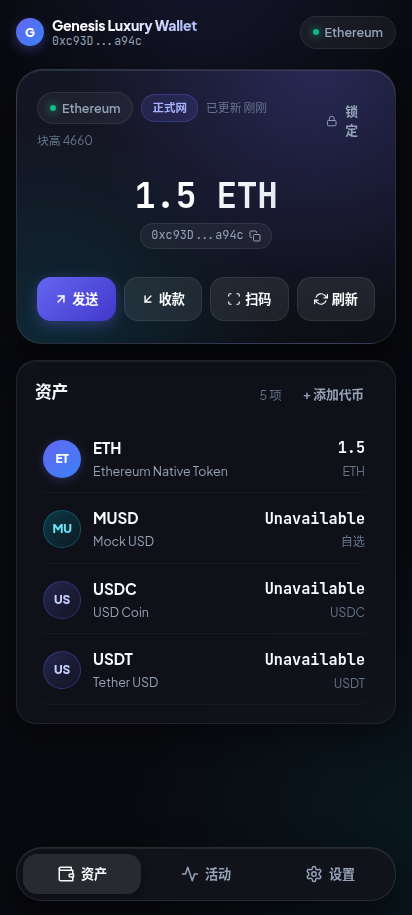 G
Genesis Luxury Wallet
0xc93D...a94c
Ethereum
Ethereum
正式网
已更新 刚刚
锁
定
块高 4660
1.5 ETH
0xc93D...a94c
发送
收款
扫码
刷新
资产
5 项
+ 添加代币
ET
ETH
1.5
Ethereum Native Token
ETH
MU
MUSD
Unavailable
Mock USD
自选
US
USDC
Unavailable
USD Coin
USDC
US
USDT
Unavailable
Tether USD
USDT
资产
活动
设置